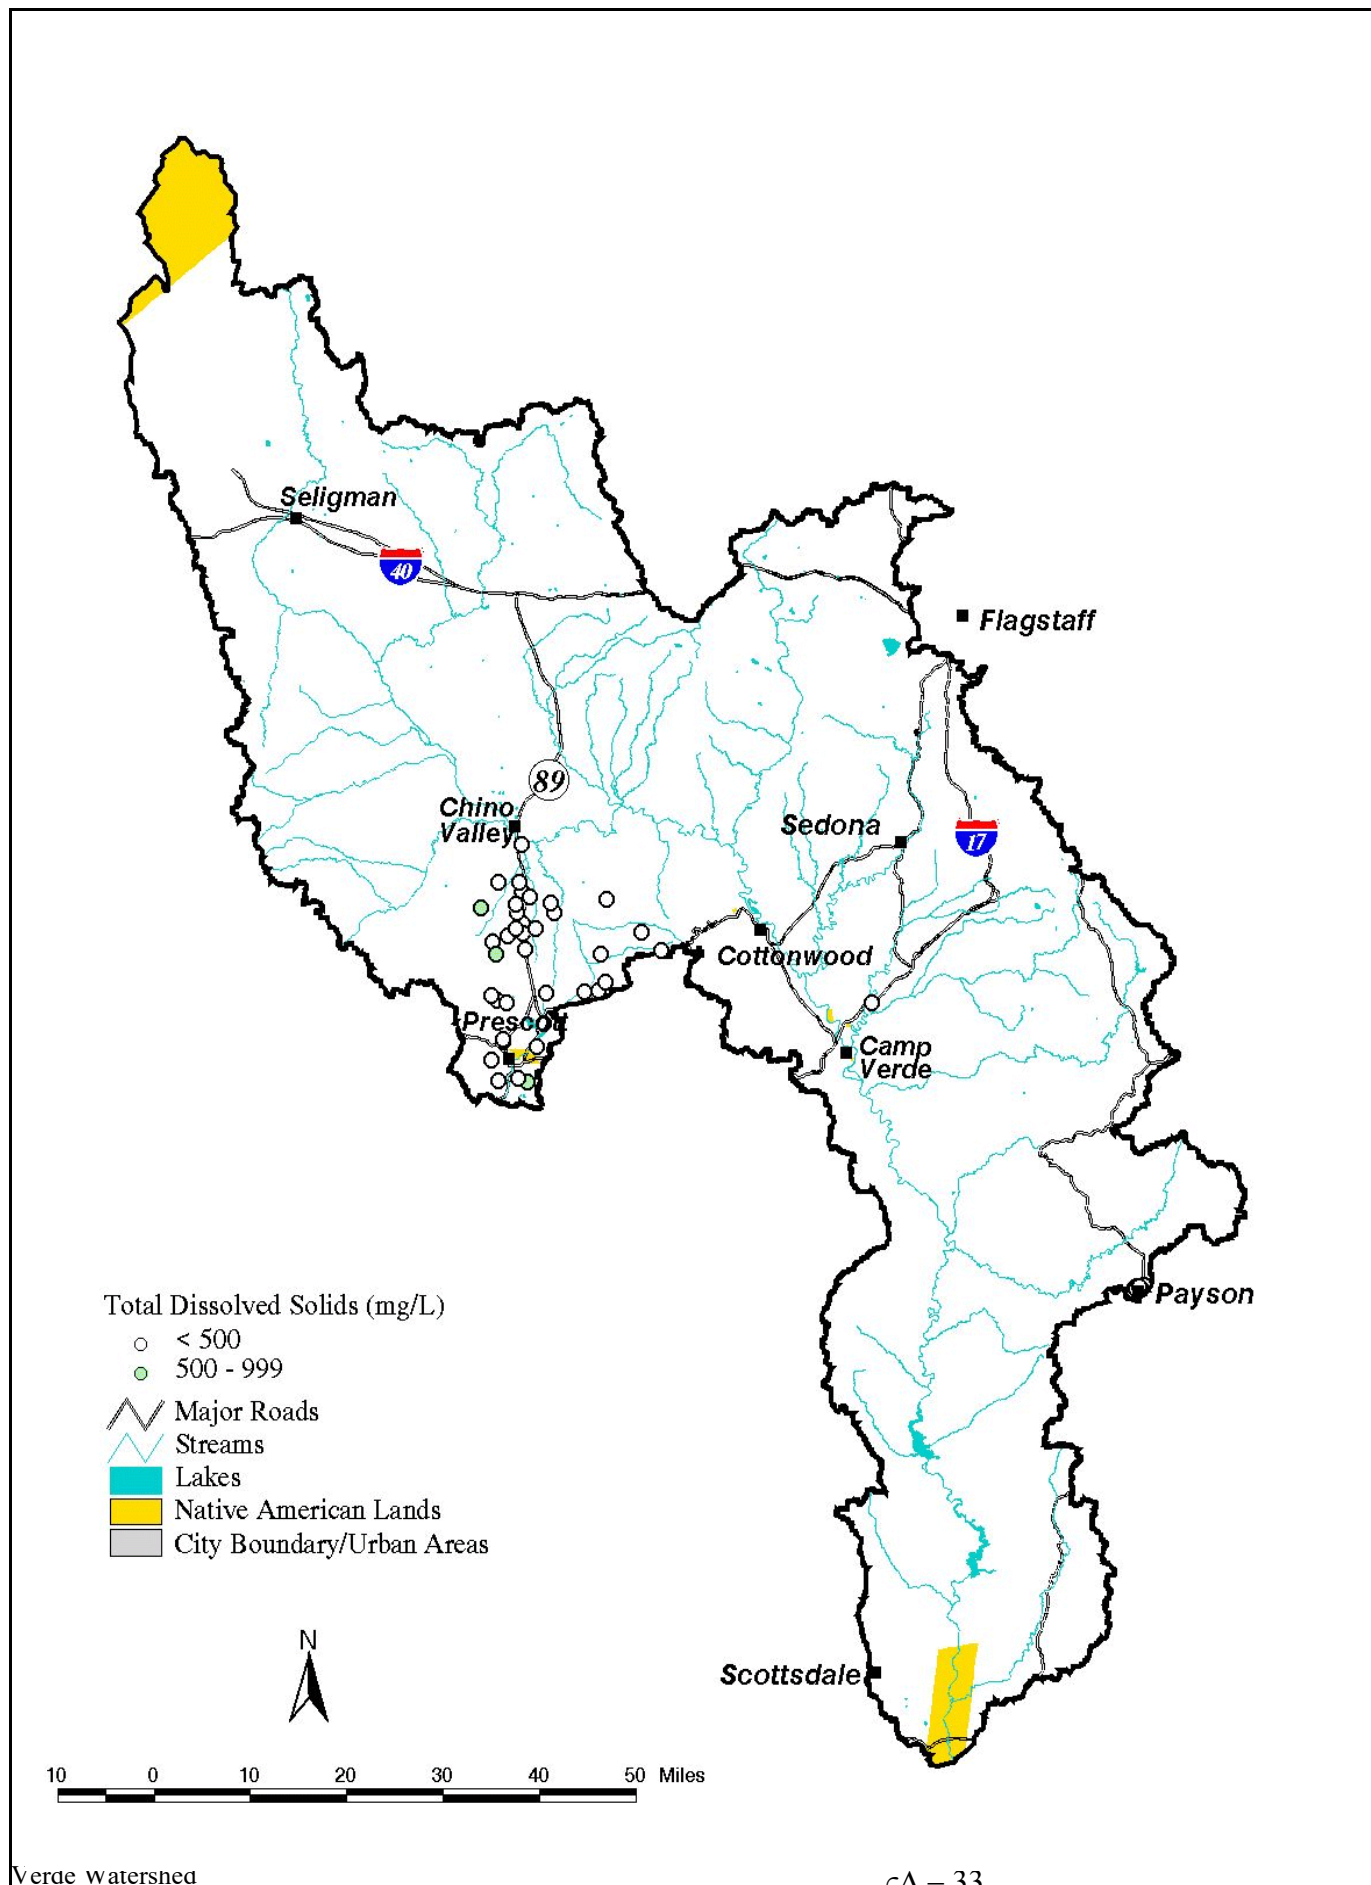 Seligman
40
Flagstaff
89
Chino
Valley
Sedona
17
Cottonwood
Prescott
Camp
Verde
Payson
Total Dissolved Solids (mg/L)
< 500
500 - 999
Major Roads
Streams
Lakes
Native American Lands
City Boundary/Urban Areas
N
Scottsdale
10 0 10 20 30 40 50 Miles
Verde Watershed
A – 33